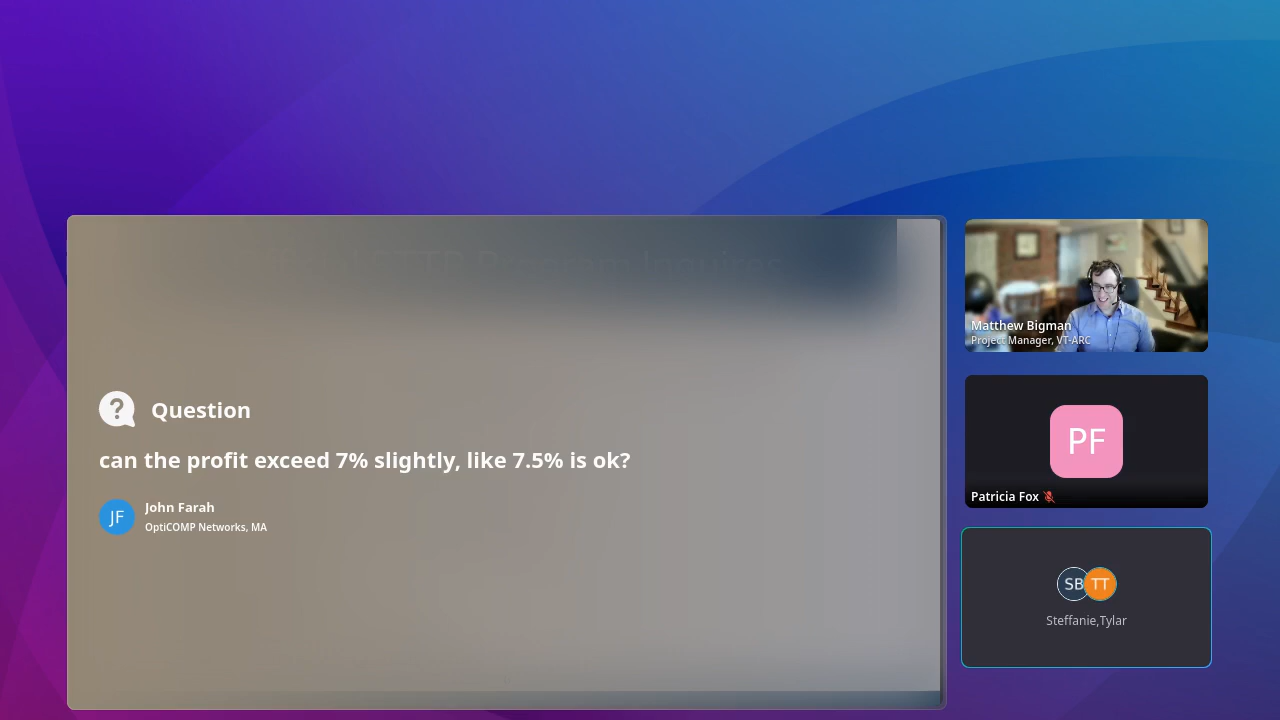 Question
can the profit exceed 7% slightly, like 7.5% is ok?
JF
John Farah
OptiCOMP Networks, MA
Matthew Bigman
Project Manager, VT-ARC
PF
Patricia Fox
SB
TT
Steffanie,Tylar